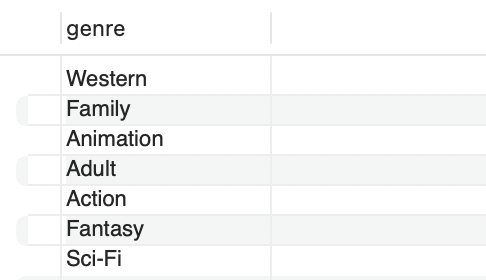 genre
Western
Family
Animation
Adult
Action
Fantasy
Sci-Fi